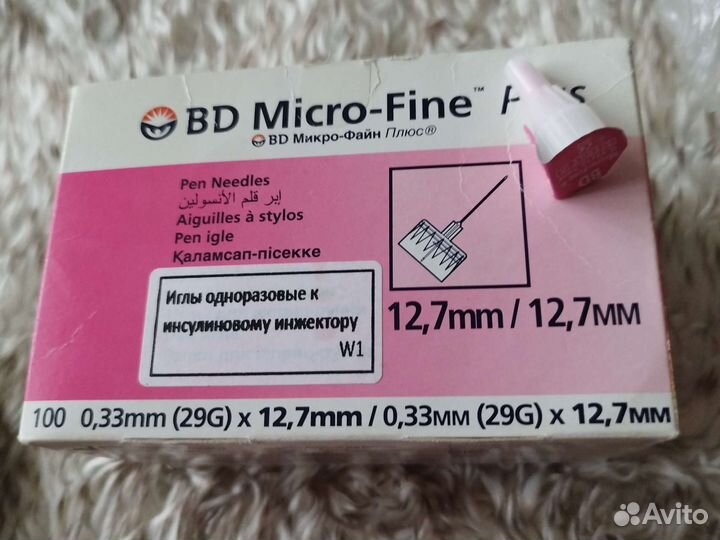 BD Micro-Fine™
BD Микро-Файн Плюс®
Pen Needles
إبر قلم الأنسولين
Aiguilles à stylos
Pen igle
Қаламсап-пісекке
Иглы одноразовые к
инсулиновому инжектору
W1
12,7mm / 12,7мм
100 0,33mm (29G) x 12,7mm / 0,33мм (29G) x 12,7мм
BD
Avito